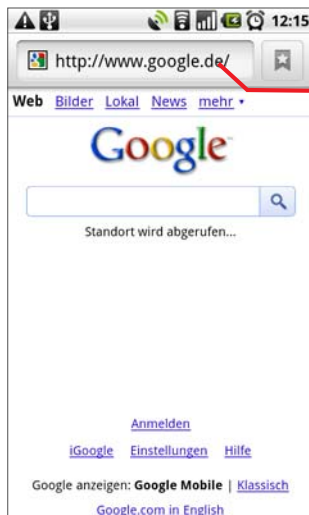 12:15
http://www.google.de/
Web Bilder Lokal News mehr
Google
Standort wird abgerufen...
Anmelden
iGoogle Einstellungen Hilfe
Google anzeigen: Google Mobile | Klassisch
Google.com in English